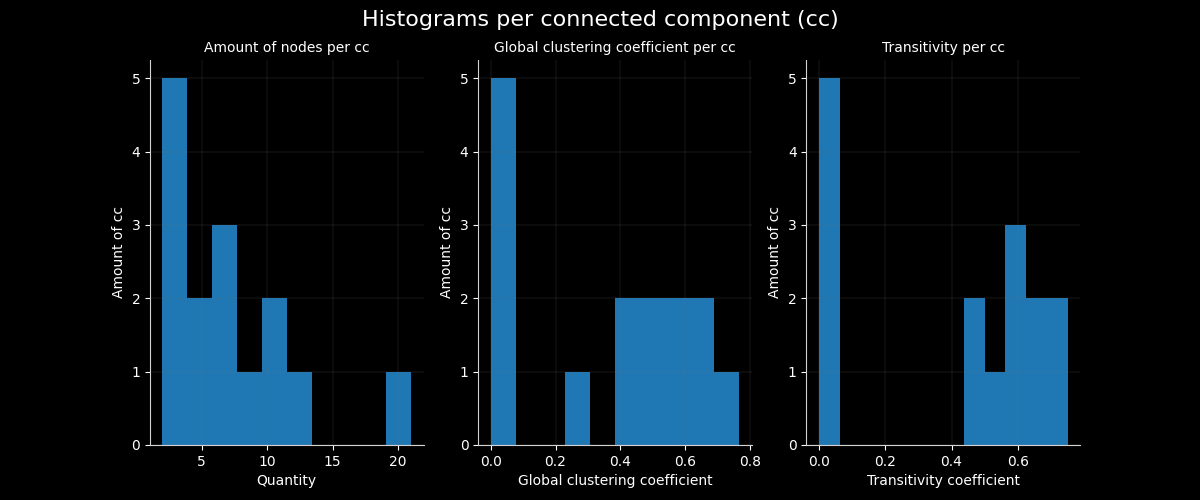 Histograms per connected component (cc)
Amount of nodes per cc
Amount of cc
5
4
3
2
1
0
5 10 15 20
Quantity
Global clustering coefficient per cc
Amount of cc
5
4
3
2
1
0
0.0 0.2 0.4 0.6 0.8
Global clustering coefficient
Transitivity per cc
Amount of cc
5
4
3
2
1
0
0.0 0.2 0.4 0.6
Transitivity coefficient